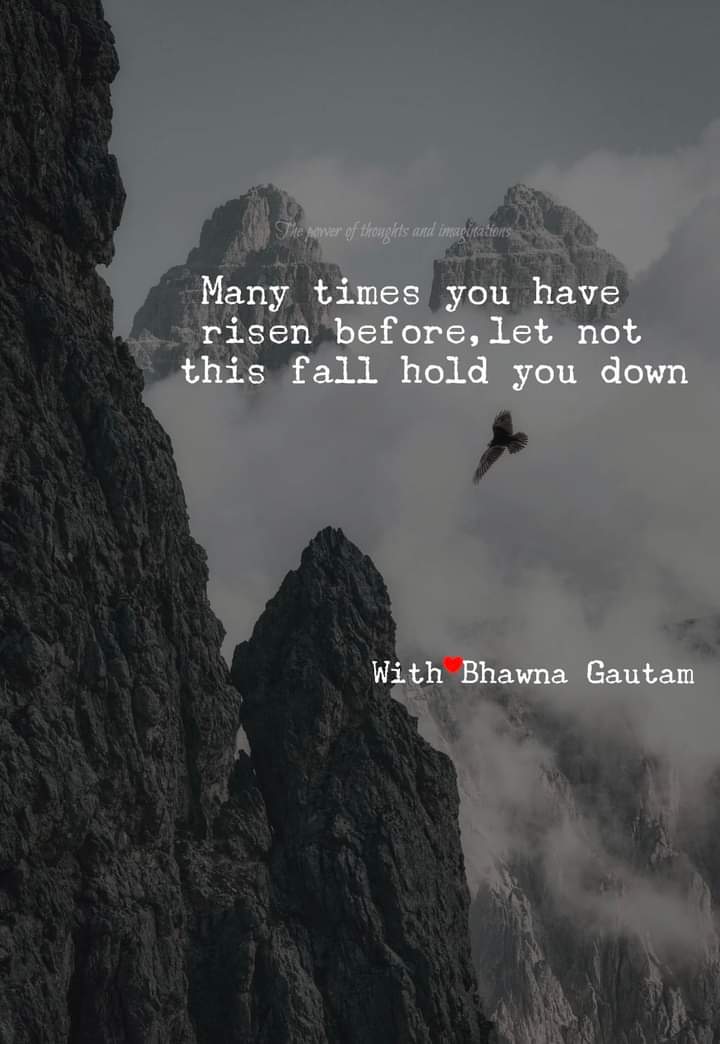 The power of thoughts and imaginations
Many times you have
risen before,let not
this fall hold you down
With❤Bhawna Gautam